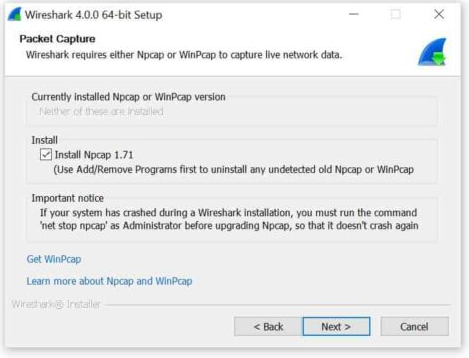 Wireshark 4.0.0 64-bit Setup
Packet Capture
Wireshark requires either Npcap or WinPcap to capture live network data.
Currently installed Npcap or WinPcap version
Neither of these are installed
Install
Install Npcap 1.71
(Use Add/Remove Programs first to uninstall any undetected old Npcap or WinPcap
Important notice
If your system has crashed during a Wireshark installation, you must run the command
'net stop npcap' as Administrator before upgrading Npcap, so that it doesn't crash again
Get WinPcap
Learn more about Npcap and WinPcap
Wireshark® Installer
< Back Next > Cancel